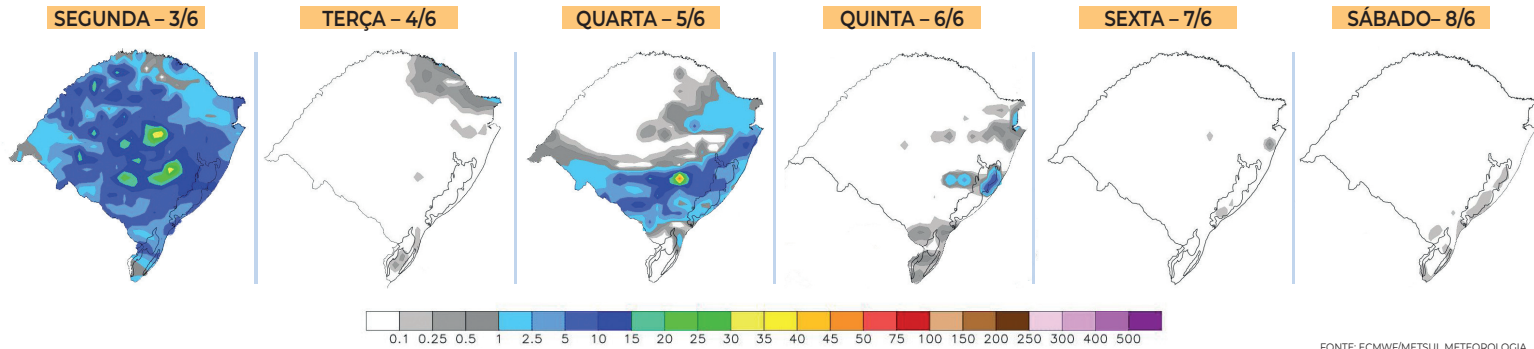 SEGUNDA – 3/6
TERÇA – 4/6
QUARTA – 5/6
QUINTA – 6/6
SEXTA – 7/6
SÁBADO– 8/6
0.1 0.25 0.5 1 2.5 5 10 15 20 25 30 35 40 45 50 75 100 150 200 250 300 400 500
FONTE: ECMWF/METSUL METEOROLOGIA